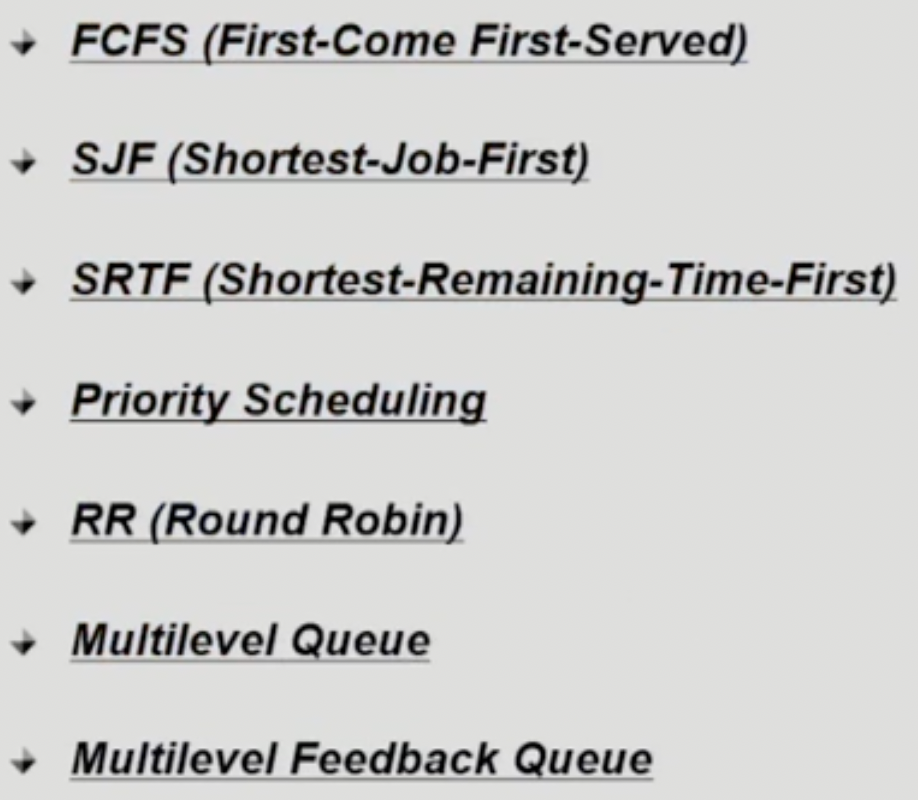 FCFS (First-Come First-Served)
SJF (Shortest-Job-First)
SRTF (Shortest-Remaining-Time-First)
Priority Scheduling
RR (Round Robin)
Multilevel Queue
Multilevel Feedback Queue